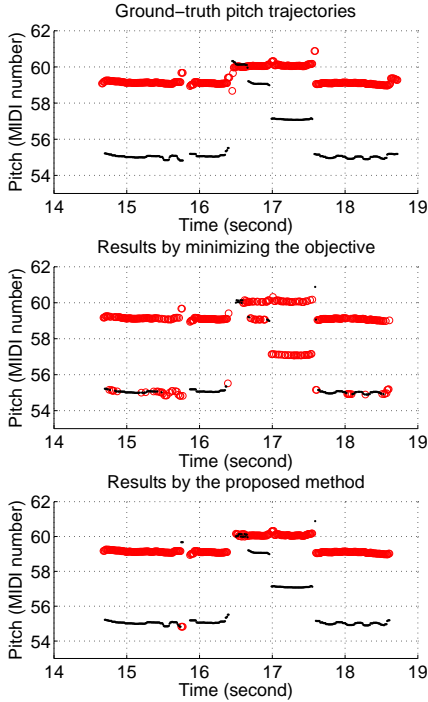 Ground−truth pitch trajectories
Pitch (MIDI number)
62
60
58
56
54
14 15 16 17 18 19
Time (second)
Results by minimizing the objective
Pitch (MIDI number)
62
60
58
56
54
14 15 16 17 18 19
Time (second)
Results by the proposed method
Pitch (MIDI number)
62
60
58
56
54
14 15 16 17 18 19
Time (second)